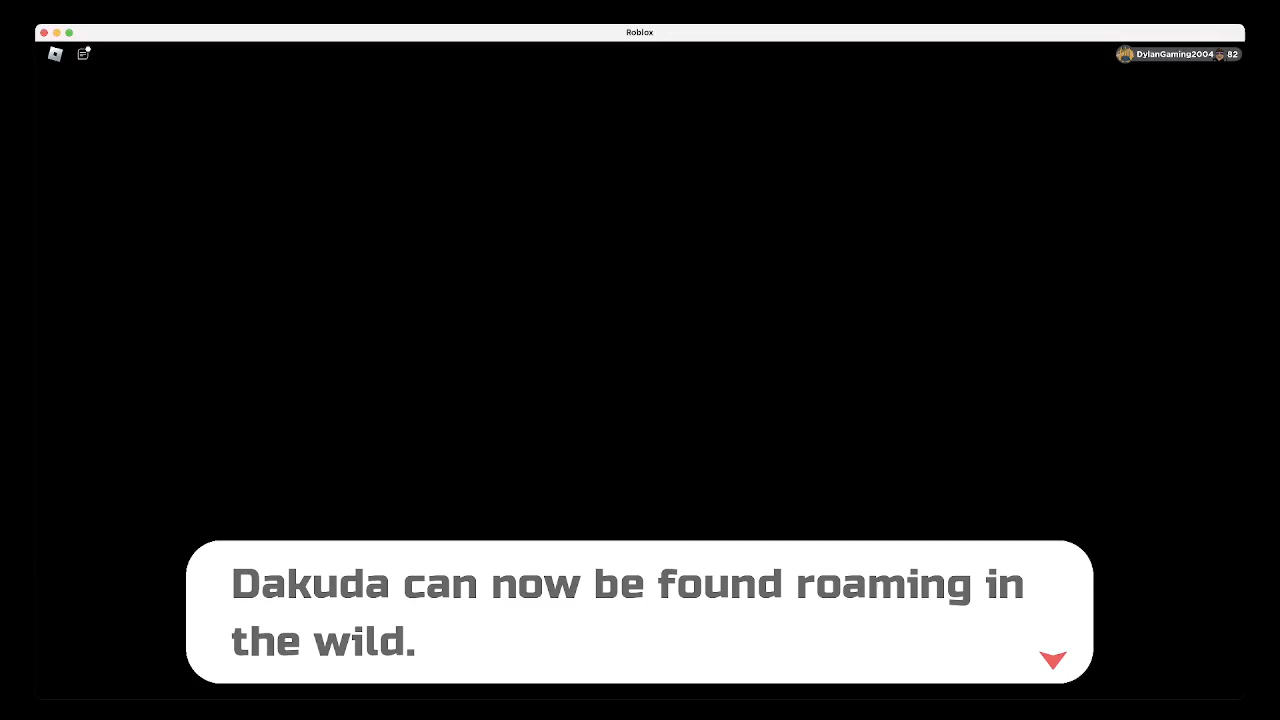 Roblox
DylanGaming2004 82
Dakuda can now be found roaming in
the wild.